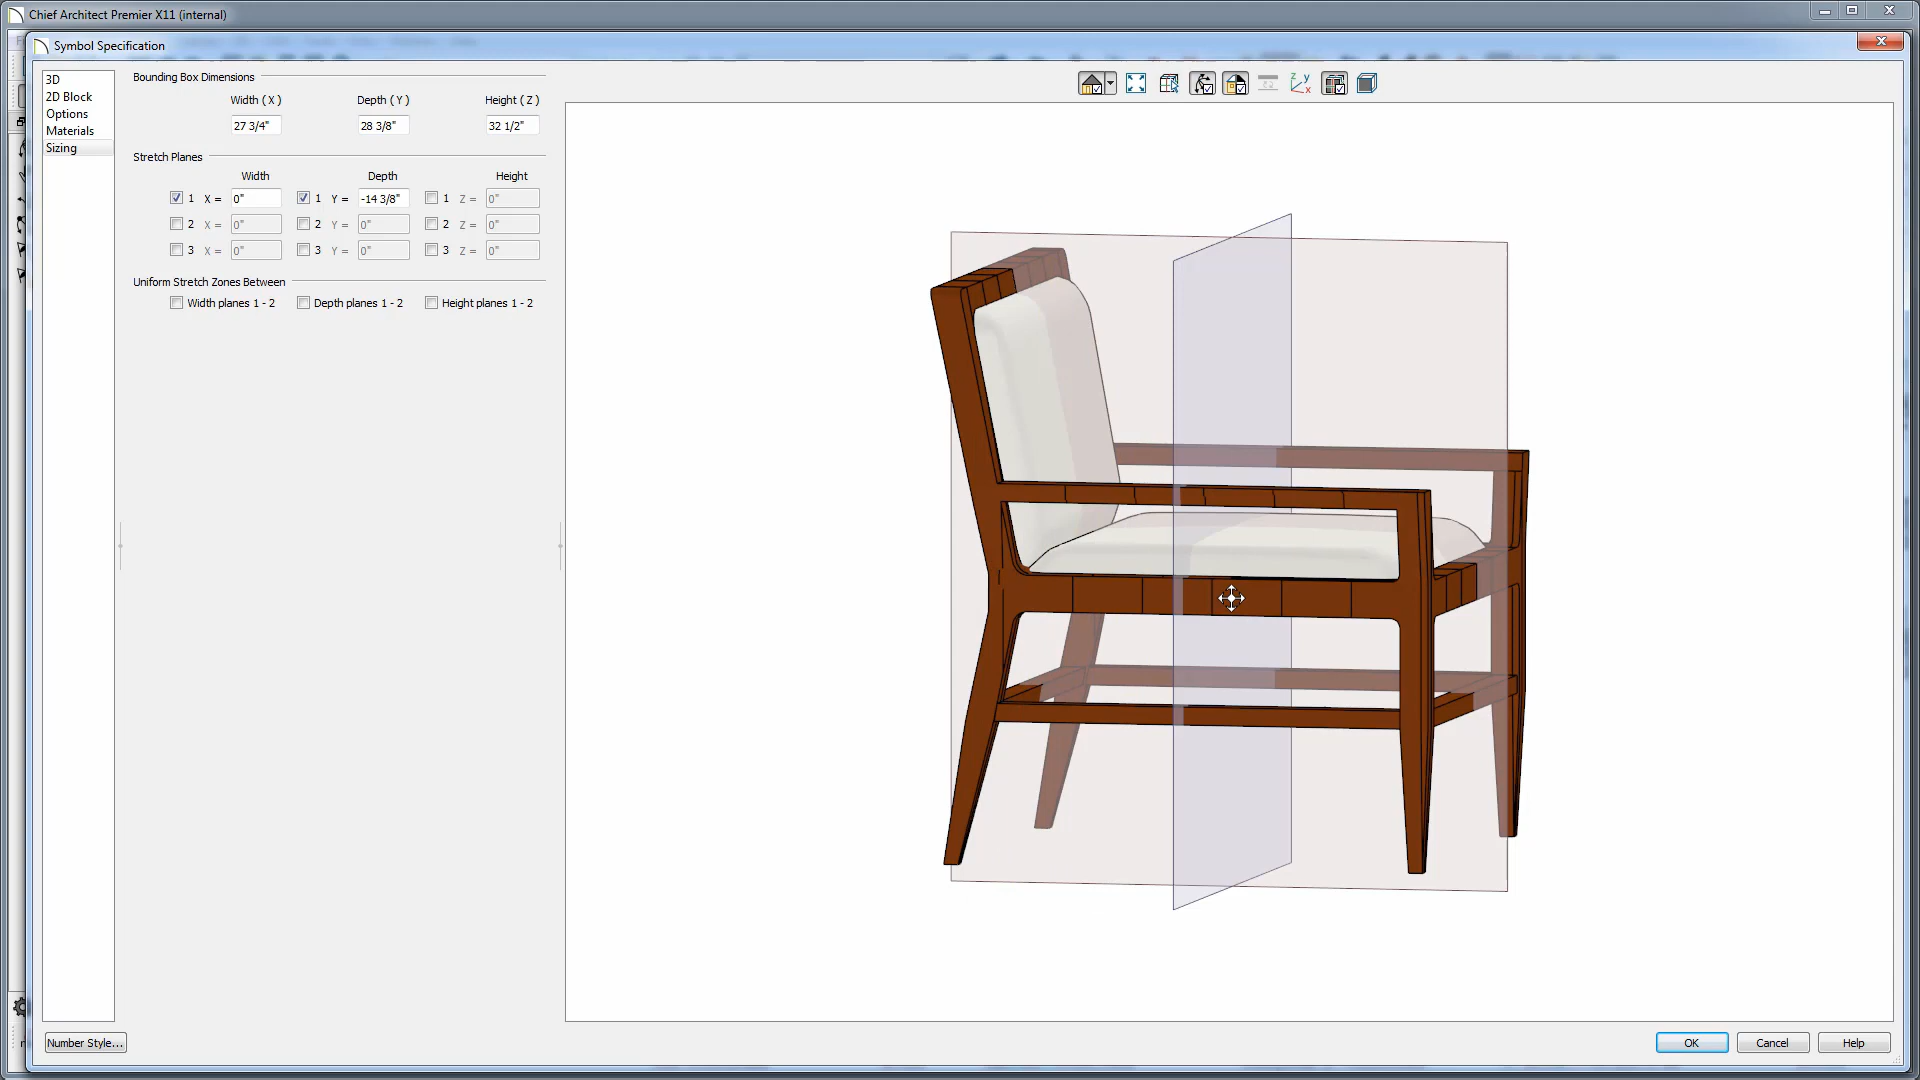 Chief Architect Premier X11 (internal)
Symbol Specification
3D
2D Block
Options
Materials
Sizing
Bounding Box Dimensions
Width ( X ) Depth ( Y ) Height ( Z )
27 3/4" 28 3/8" 32 1/2"
Stretch Planes
Width Depth Height
1 X = 0" 1 Y = -14 3/8" 1 Z = 0"
2 X = 0" 2 Y = 0" 2 Z = 0"
3 X = 0" 3 Y = 0" 3 Z = 0"
Uniform Stretch Zones Between
Width planes 1 - 2 Depth planes 1 - 2 Height planes 1 - 2
z y x
Number Style... OK Cancel Help